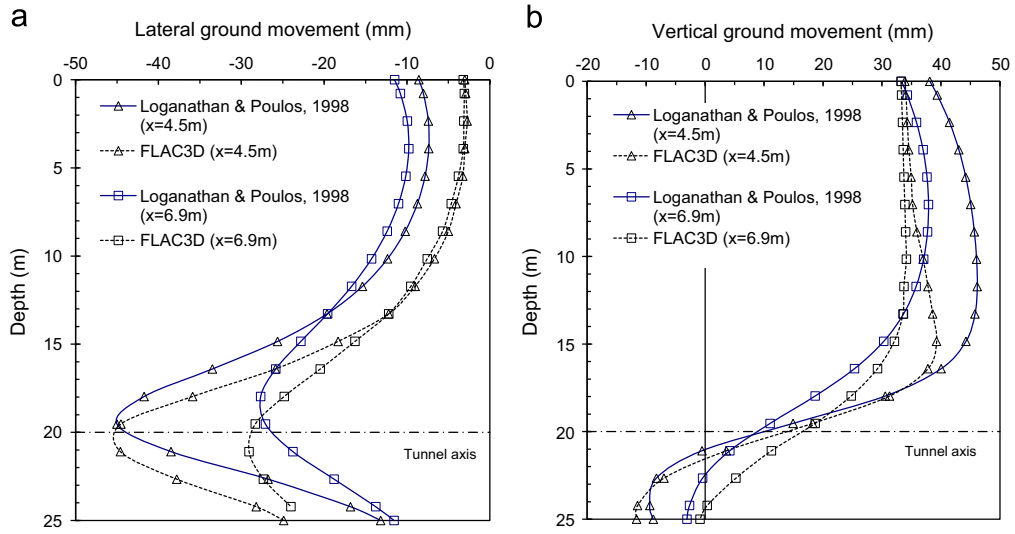 a
Lateral ground movement (mm)
-50 -40 -30 -20 -10 0
0
5
10
15
20
25
Depth (m)
Loganathan & Poulos, 1998
(x=4.5m)
FLAC3D (x=4.5m)
Loganathan & Poulos, 1998
(x=6.9m)
FLAC3D (x=6.9m)
Tunnel axis
b
Vertical ground movement (mm)
-20 -10 0 10 20 30 40 50
0
5
10
15
20
25
Depth (m)
Loganathan & Poulos, 1998
(x=4.5m)
FLAC3D (x=4.5m)
Loganathan & Poulos, 1998
(x=6.9m)
FLAC3D (x=6.9m)
Tunnel axis